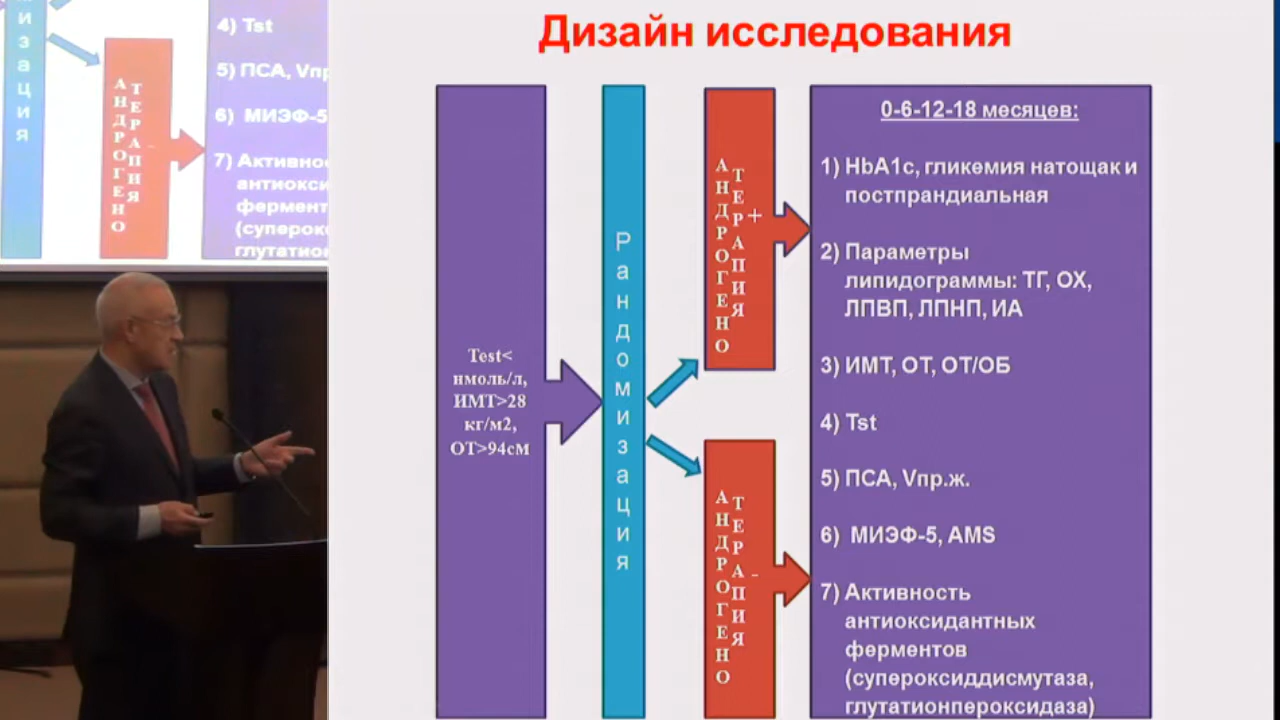 Дизайн исследования
Test<
нмоль/л,
ИМТ>28
кг/м2,
ОТ>94см
Рандомизация
АНДРОГЕНО
ТЕРАПИЯ
+
АНДРОГЕНО
ТЕРАПИЯ
-
0-6-12-18 месяцев:
1) HbA1c, гликемия натощак и
постпрандиальная
2) Параметры
липидограммы: ТГ, ОХ,
ЛПВП, ЛПНП, ИА
3) ИМТ, ОТ, ОТ/ОБ
4) Tst
5) ПСА, Vпр.ж.
6) МИЭФ-5, AMS
7) Активность
антиоксидантных
ферментов
(супероксиддисмутаза,
глутатионпероксидаза)
изация
АНДРОГЕНО
ТЕРАПИЯ
-
4) Tst
5) ПСА, Vпр
6) МИЭФ-5
7) Активнос
антиокси
фермент
(суперок
глутатион